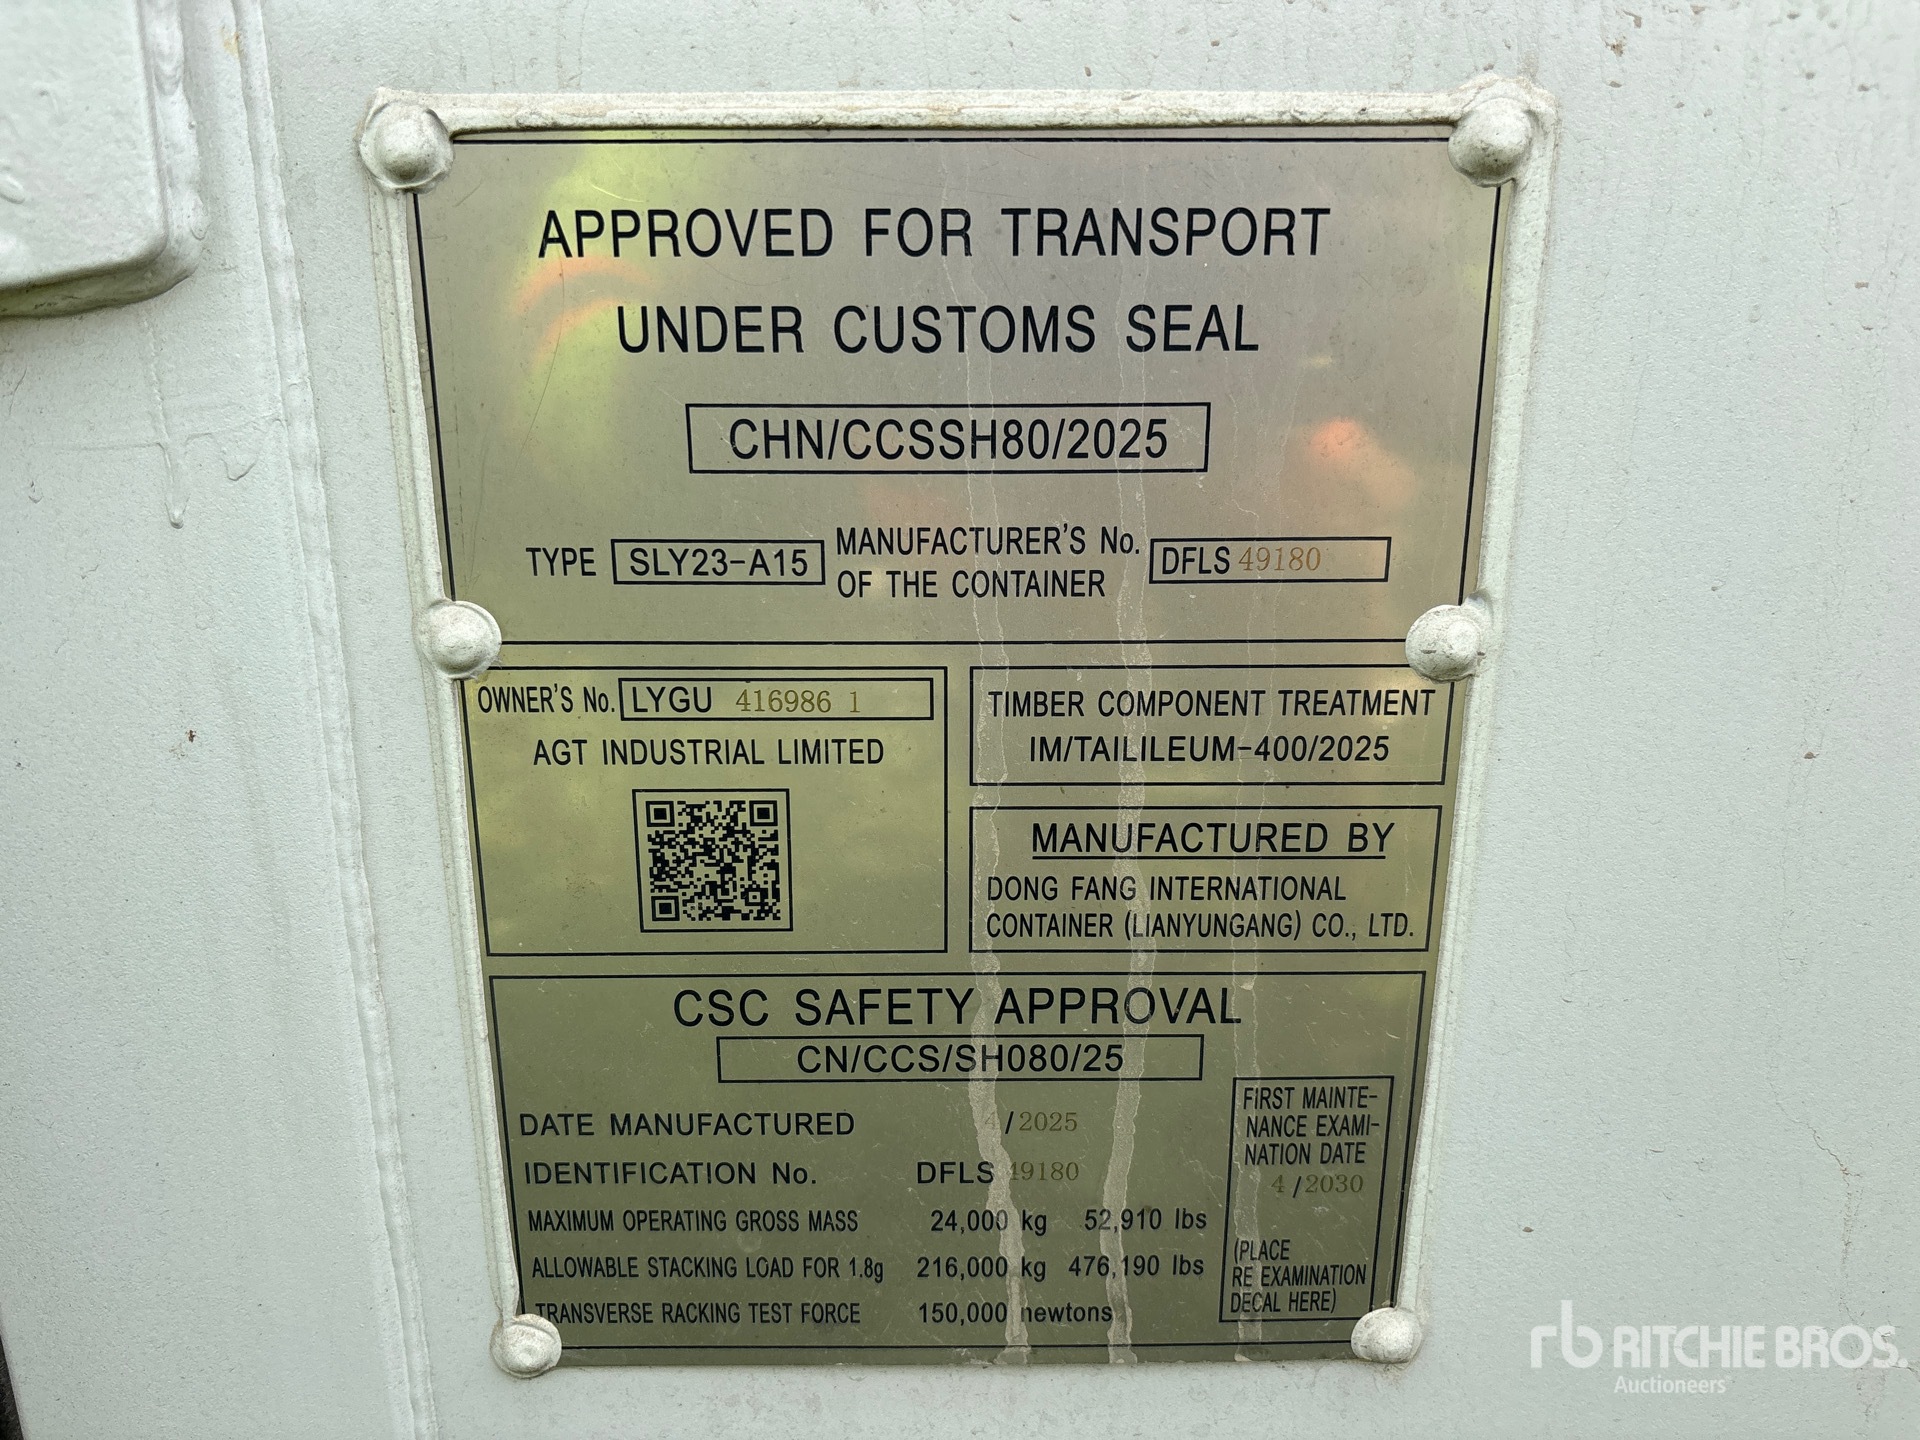 APPROVED FOR TRANSPORT
UNDER CUSTOMS SEAL
CHN/CCSSH80/2025
TYPE SLY23-A15 MANUFACTURER'S No. OF THE CONTAINER DFLS 49180
OWNER'S No. LYGU 416986 1
AGT INDUSTRIAL LIMITED
TIMBER COMPONENT TREATMENT
IM/TAILILEUM-400/2025
MANUFACTURED BY
DONG FANG INTERNATIONAL
CONTAINER (LIANYUNGANG) CO., LTD.
CSC SAFETY APPROVAL
CN/CCS/SH080/25
DATE MANUFACTURED 4/2025
IDENTIFICATION No. DFLS 49180
MAXIMUM OPERATING GROSS MASS 24,000 kg 52,910 lbs
ALLOWABLE STACKING LOAD FOR 1.8g 216,000 kg 476,190 lbs
TRANSVERSE RACKING TEST FORCE 150,000 newtons
FIRST MAINTE-
NANCE EXAMI-
NATION DATE
4/2030
(PLACE
RE EXAMINATION
DECAL HERE)
rb RITCHIE BROS.
Auctioneers